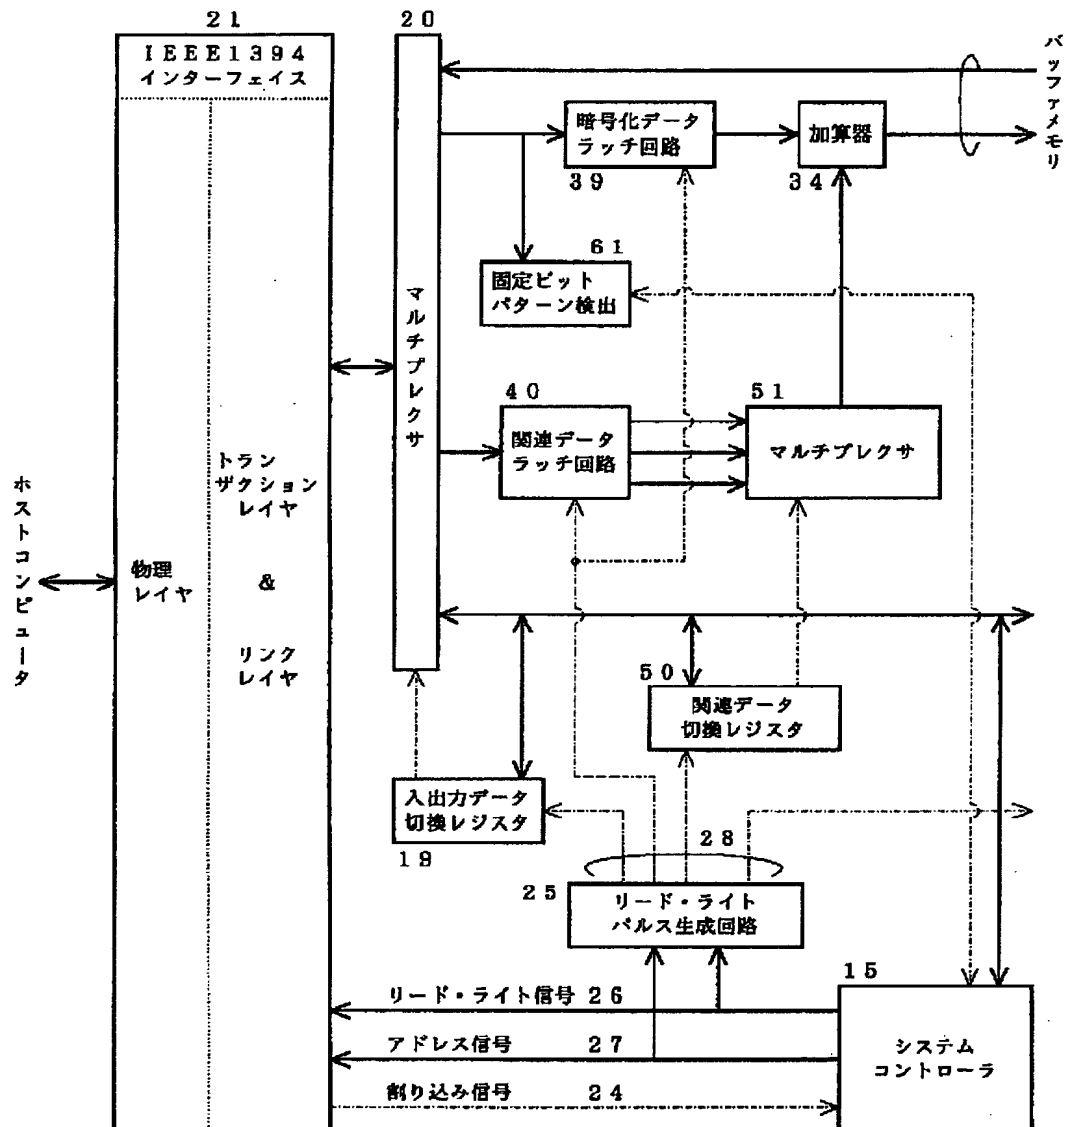 21
IEEE1394
インターフェイス
20
バッファメモリ
暗号化データ
ラッチ回路
39
加算器
34
61
固定ビット
パターン検出
マルチプレクサ
40
関連データ
ラッチ回路
51
マルチプレクサ
ホストコンピュータ
物理
レイヤ
トラン
ザクション
レイヤ
&
リンク
レイヤ
50
関連データ
切換レジスタ
入出力データ
切換レジスタ
19
28
25
リード・ライト
パルス生成回路
15
システム
コントローラ
リード・ライト信号 26
アドレス信号 27
割り込み信号 24